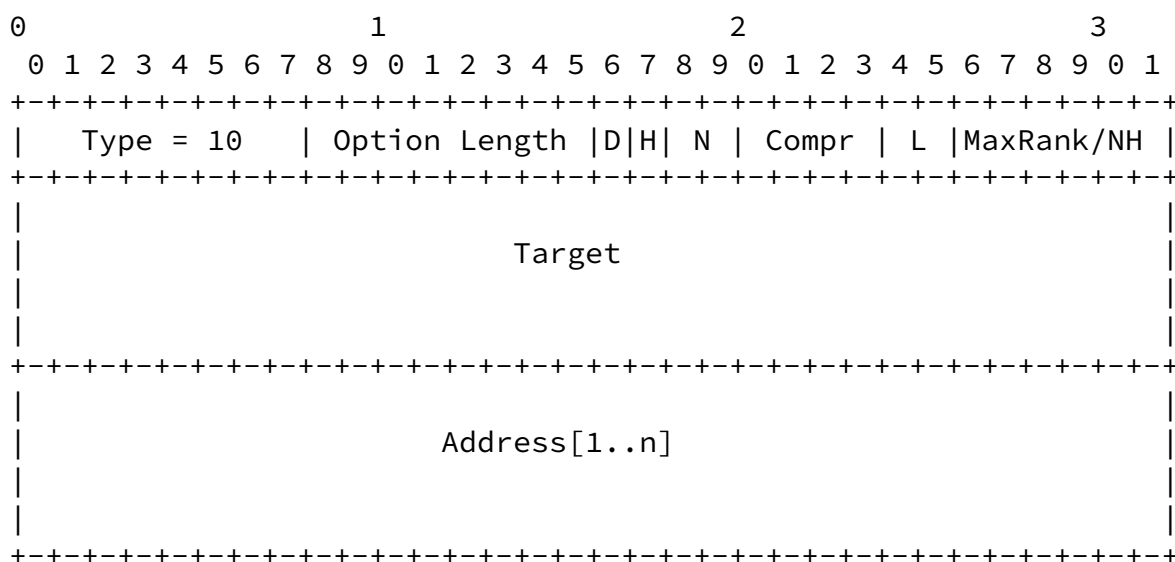 0                   1                   2                   3
 0 1 2 3 4 5 6 7 8 9 0 1 2 3 4 5 6 7 8 9 0 1 2 3 4 5 6 7 8 9 0 1
+-+-+-+-+-+-+-+-+-+-+-+-+-+-+-+-+-+-+-+-+-+-+-+-+-+-+-+-+-+-+-+-+
|   Type = 10   | Option Length |D|H| N | Compr | L |MaxRank/NH |
+-+-+-+-+-+-+-+-+-+-+-+-+-+-+-+-+-+-+-+-+-+-+-+-+-+-+-+-+-+-+-+-+
|                                                               |
|                           Target                              |
|                                                               |
|                                                               |
+-+-+-+-+-+-+-+-+-+-+-+-+-+-+-+-+-+-+-+-+-+-+-+-+-+-+-+-+-+-+-+-+
|                                                               |
|                       Address[1..n]                           |
|                                                               |
|                                                               |
+-+-+-+-+-+-+-+-+-+-+-+-+-+-+-+-+-+-+-+-+-+-+-+-+-+-+-+-+-+-+-+-+